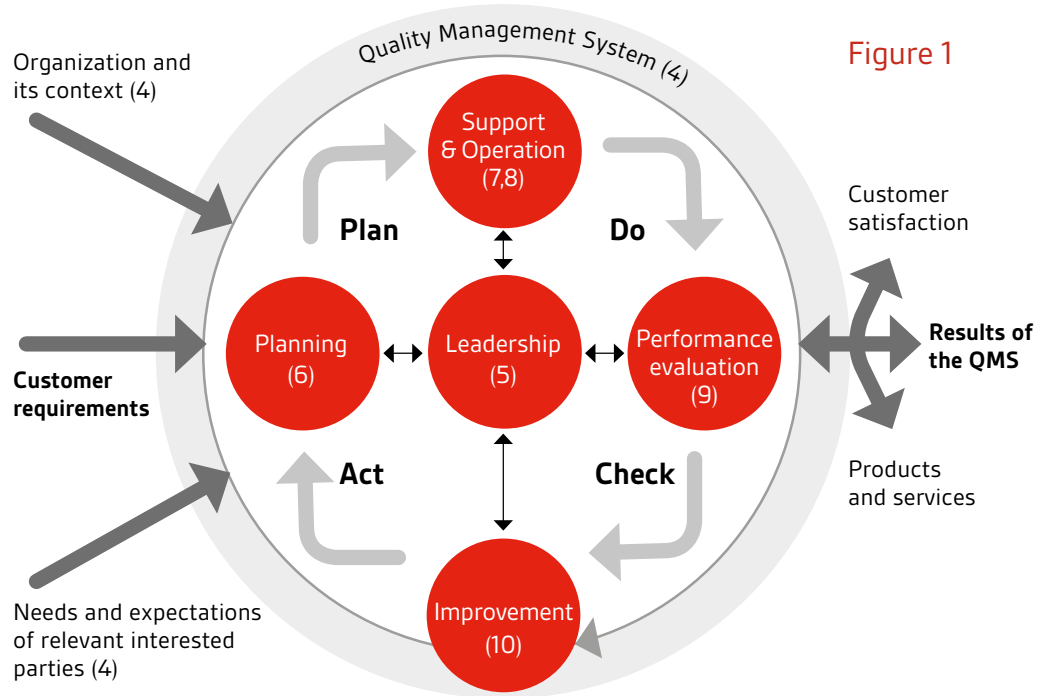 Quality Management System (4)
Figure 1
Organization and
its context (4)
Support
& Operation
(7,8)
Customer
satisfaction
Plan
Do
Planning
(6)
Leadership
(5)
Performance
evaluation
(9)
Results of
the QMS
Customer
requirements
Act
Check
Products
and services
Improvement
(10)
Needs and expectations
of relevant interested
parties (4)